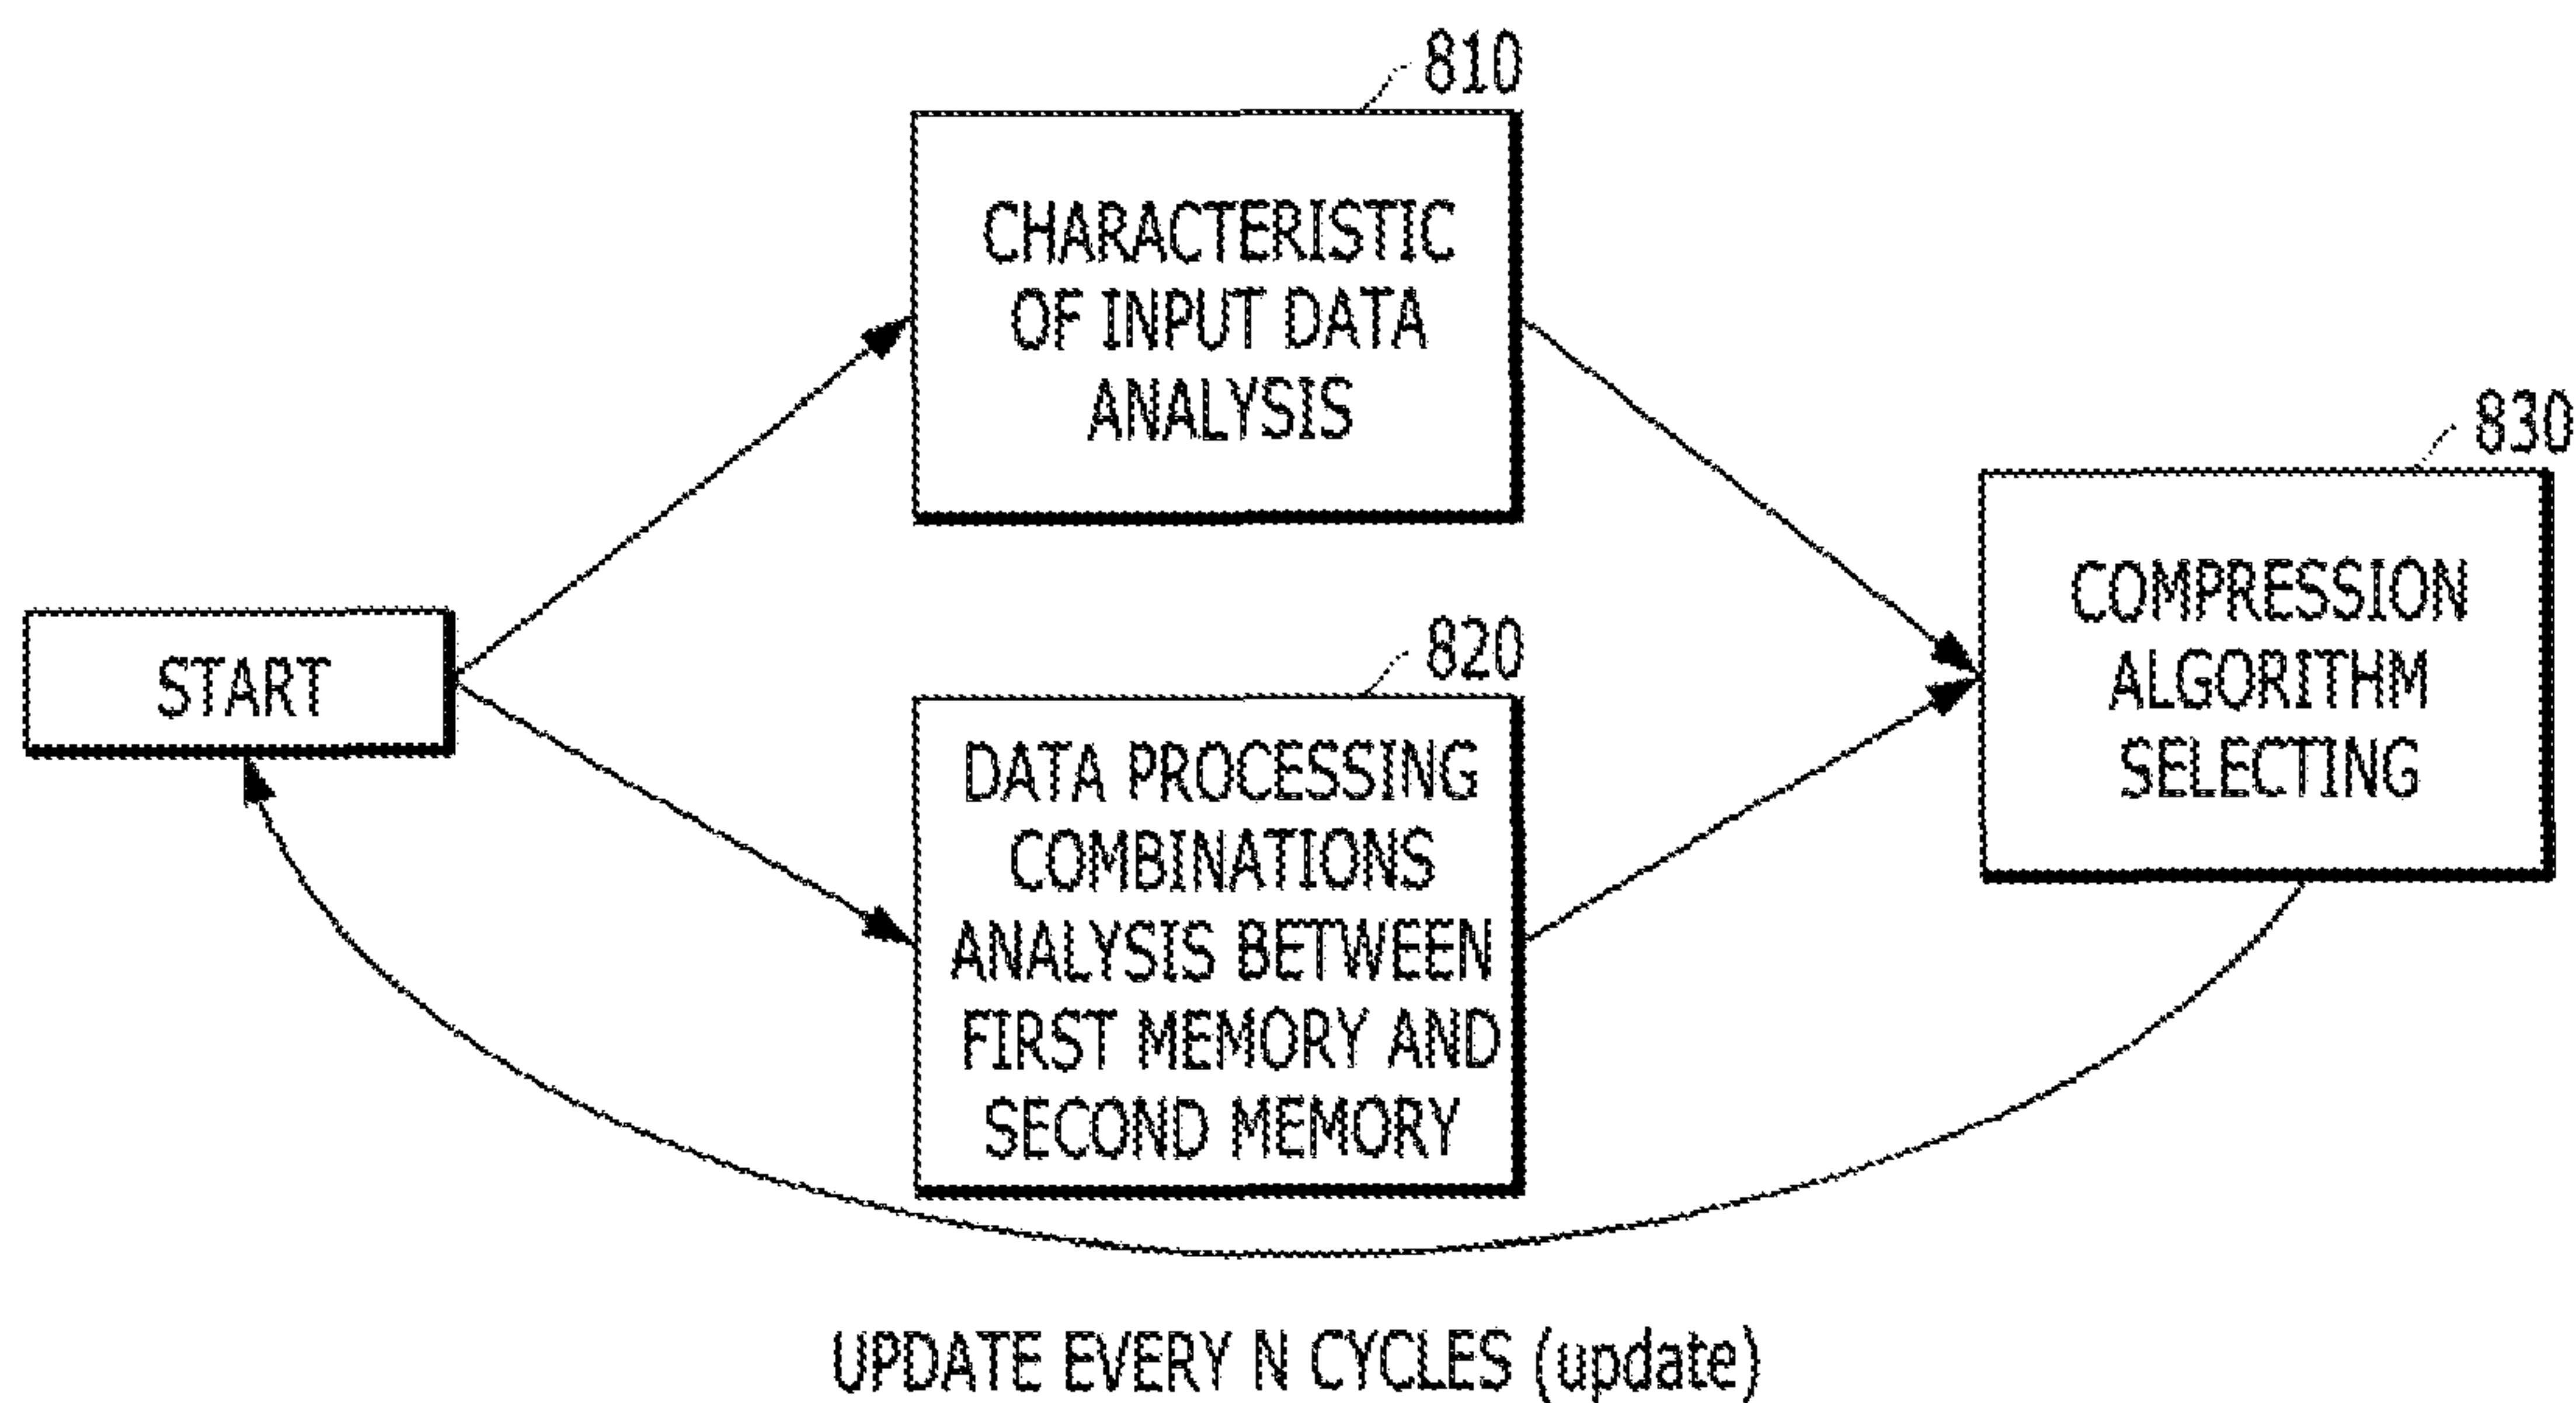 810
CHARACTERISTIC
OF INPUT DATA
ANALYSIS
830
COMPRESSION
ALGORITHM
SELECTING
START
820
DATA PROCESSING
COMBINATIONS
ANALYSIS BETWEEN
FIRST MEMORY AND
SECOND MEMORY
UPDATE EVERY N CYCLES (update)